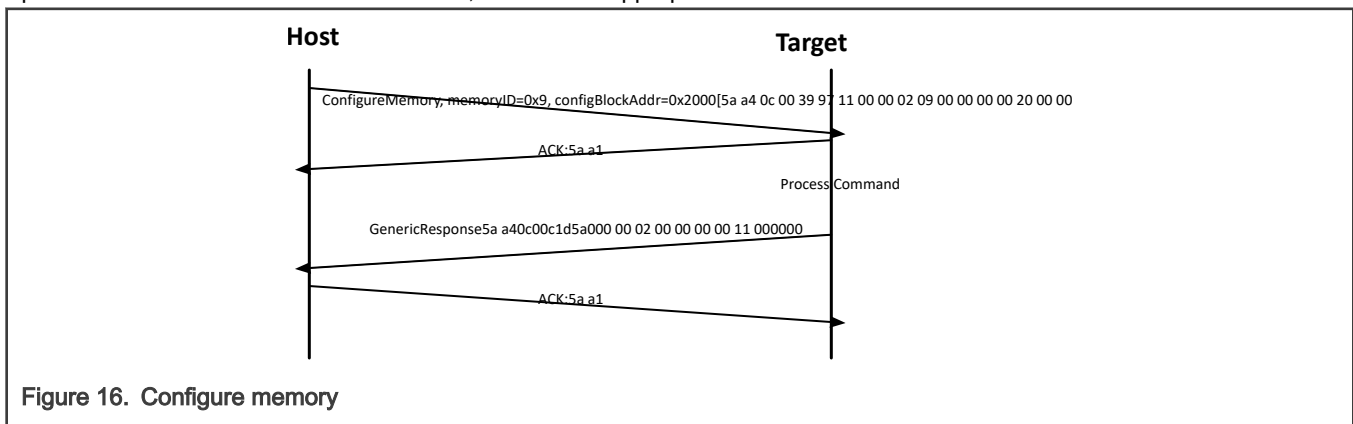 Host
Target
ConfigureMemory, memoryID=0x9, configBlockAddr=0x2000[5a a4 0c 00 39 97 11 00 00 02 09 00 00 00 00 20 00 00
ACK:5a a1
Process Command
GenericResponse5a a40c00c1d5a000 00 02 00 00 00 00 11 000000
ACK:5a a1
Figure 16. Configure memory